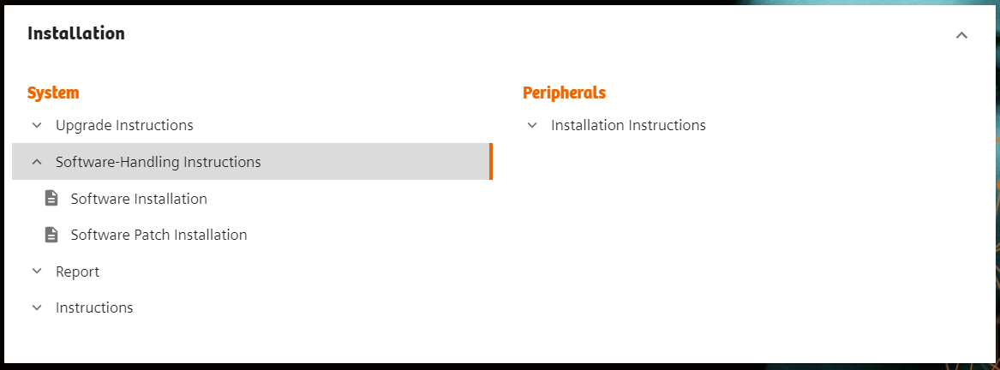 Installation
System
Upgrade Instructions
Software-Handling Instructions
Software Installation
Software Patch Installation
Report
Instructions
Peripherals
Installation Instructions